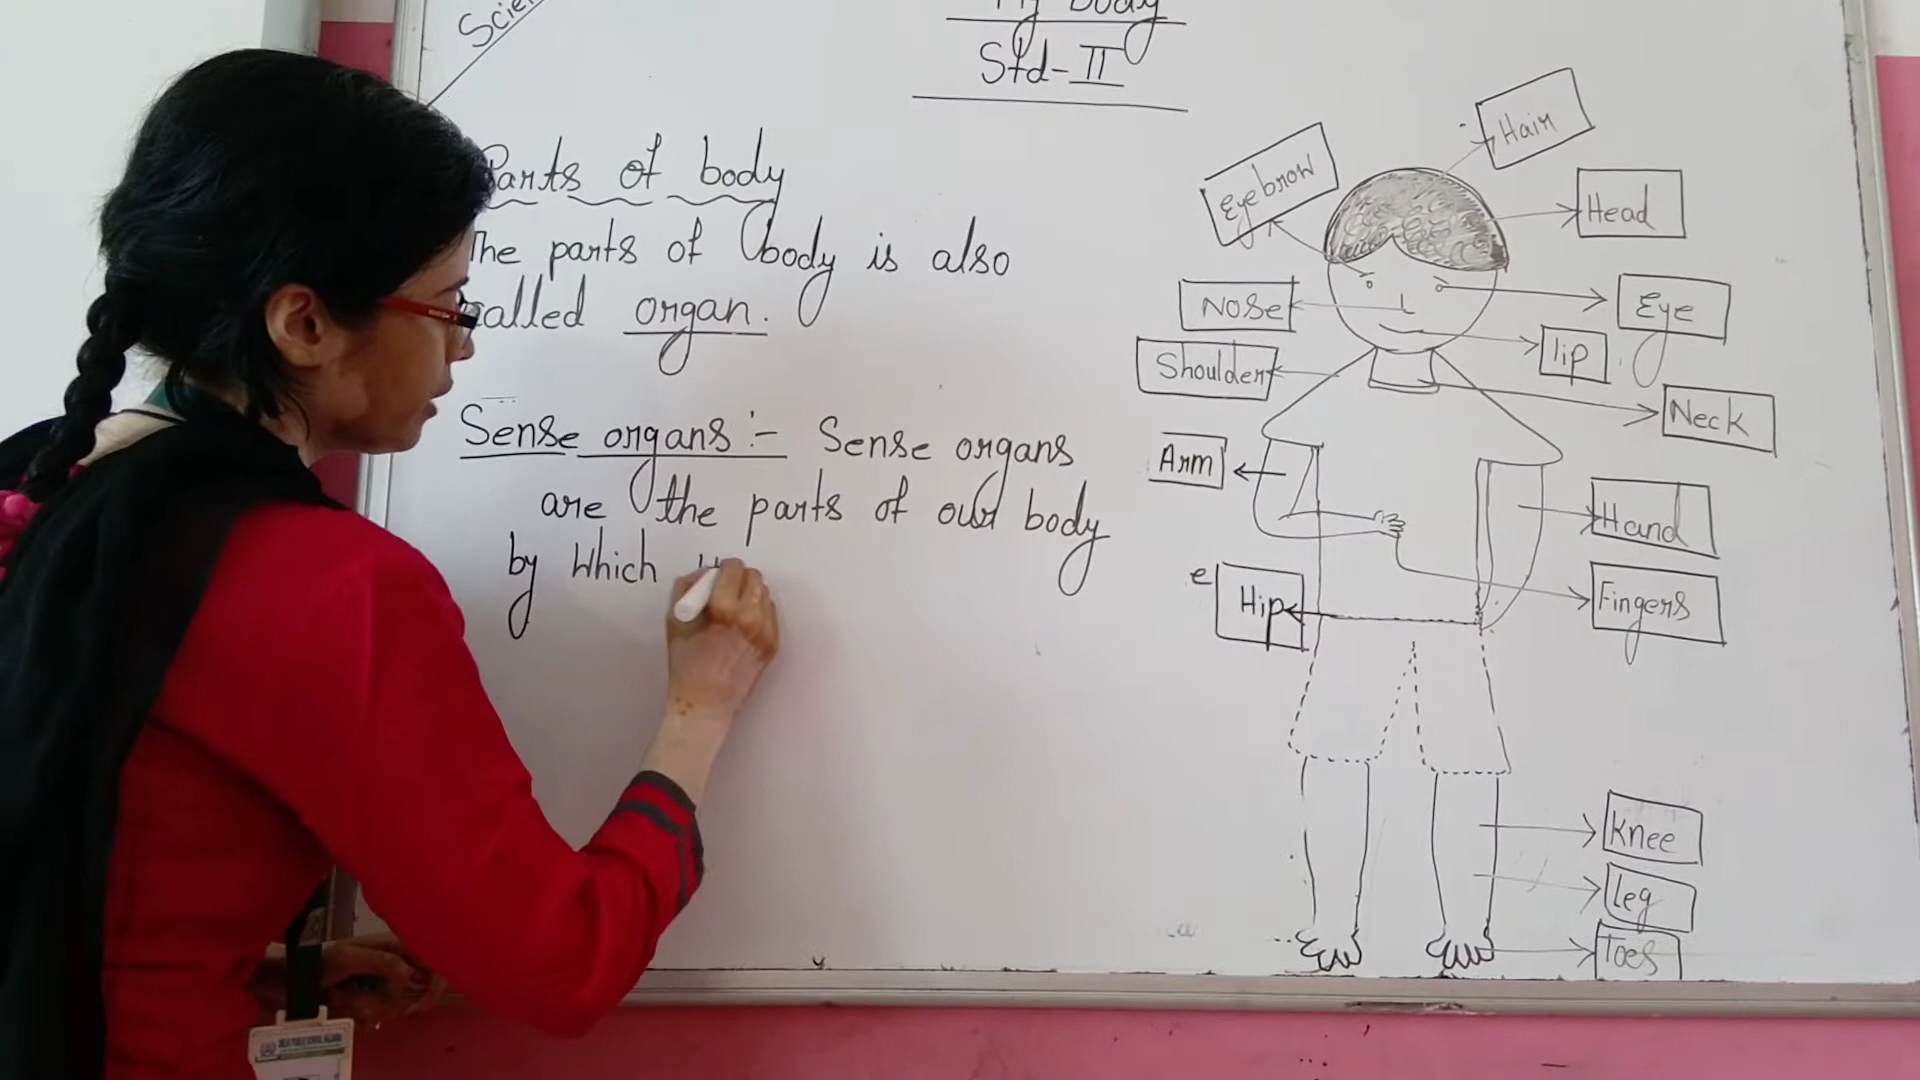 My Body
Std-II
Parts of body
The parts of body is also
called organ.
Sense organs :- Sense organs
are the parts of our body
by which
Hair
Eyebrow
Head
Nose
Eye
lip
Shoulder
Neck
Arm
Hand
e
Hip
Fingers
Knee
Leg
Toes